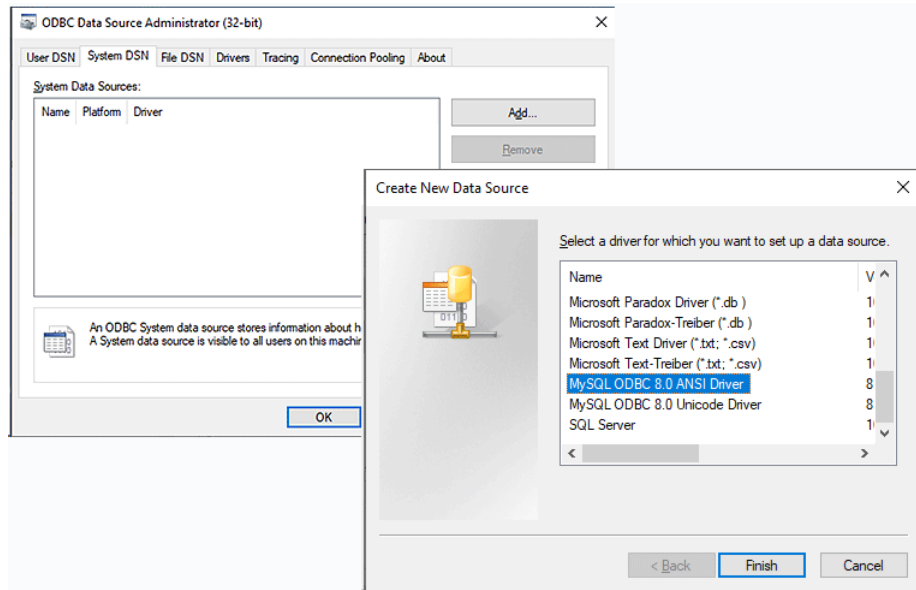 ODBC Data Source Administrator (32-bit)
User DSN System DSN File DSN Drivers Tracing Connection Pooling About
System Data Sources:
Name Platform Driver
Add...
Remove
An ODBC System data source stores information about h
A System data source is visible to all users on this machin
OK
Create New Data Source
Select a driver for which you want to set up a data source.
Name V
Microsoft Paradox Driver (*.db )
Microsoft Paradox-Treiber (*.db )
Microsoft Text Driver (*.txt; *.csv)
Microsoft Text-Treiber (*.txt; *.csv)
MySQL ODBC 8.0 ANSI Driver 8
MySQL ODBC 8.0 Unicode Driver 8
SQL Server
< Back Finish Cancel